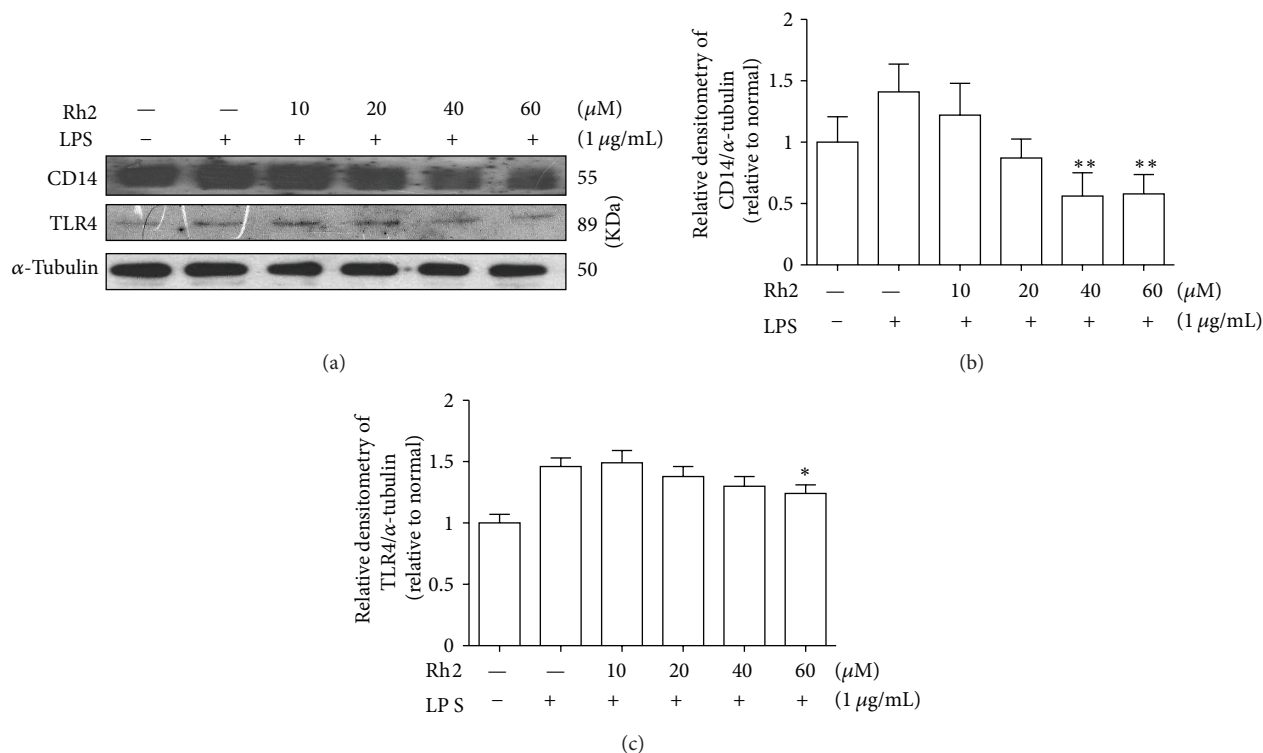 Rh2 — — 10 20 40 60 (μM)
LPS − + + + + + (1 μg/mL)
CD14 55
TLR4 89
α-Tubulin 50
(KDa)
(a)
Relative densitometry of
CD14/α-tubulin
(relative to normal)
2
1.5
1
0.5
0
** **
Rh2 — — 10 20 40 60 (μM)
LPS − + + + + + (1 μg/mL)
(b)
Relative densitometry of
TLR4/α-tubulin
(relative to normal)
2
1.5
1
0.5
0
*
Rh2 — — 10 20 40 60 (μM)
LP S − + + + + + (1 μg/mL)
(c)